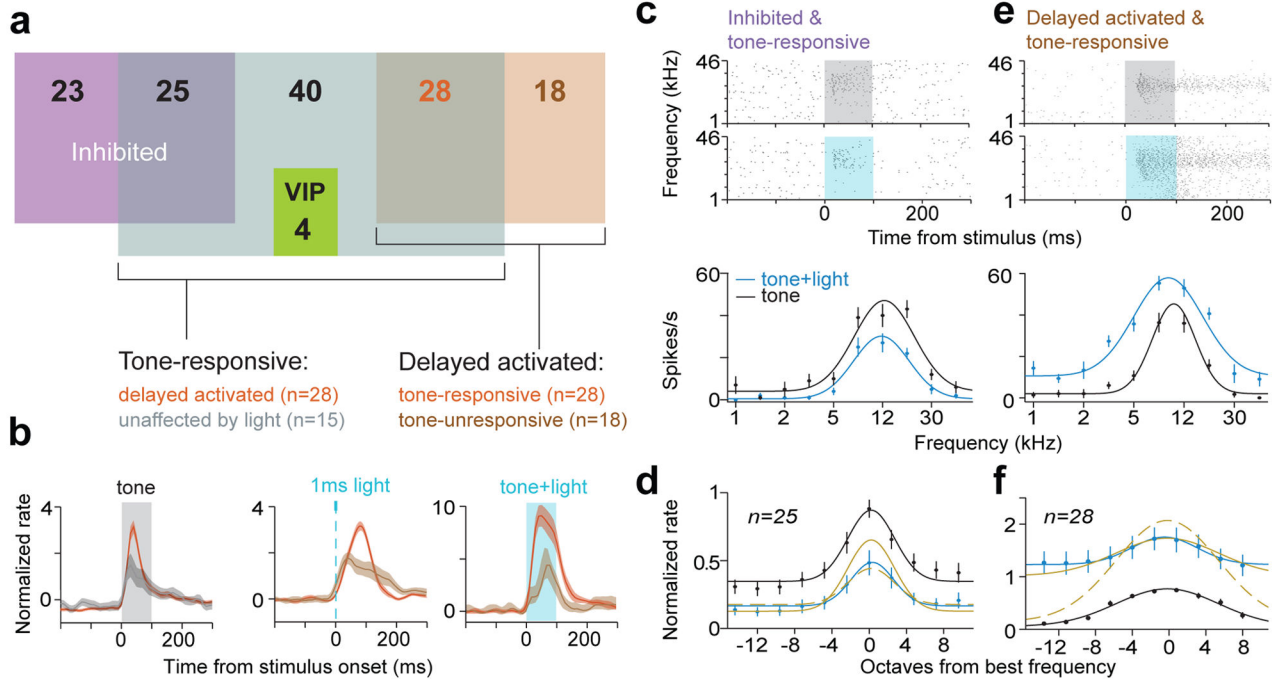 a
23
25
40
28
18
Inhibited
VIP
4
Tone-responsive:
delayed activated (n=28)
unaffected by light (n=15)
Delayed activated:
tone-responsive (n=28)
tone-unresponsive (n=18)
b
tone
1ms light
tone+light
Normalized rate
4
2
0
0
200
4
2
0
0
200
10
5
0
0
200
Time from stimulus onset (ms)
c
Inhibited &
tone-responsive
Frequency (kHz)
46
1
46
1
0
200
Time from stimulus (ms)
e
Delayed activated &
tone-responsive
46
1
46
1
0
200
60
tone+light
tone
Spikes/s
0
1
2
5
12
30
Frequency (kHz)
60
0
1
2
5
12
30
d
n=25
Normalized rate
1
0.5
0
-12
-8
-4
0
4
8
Octaves from best frequency
f
n=28
2
1
0
-12
-8
-4
0
4
8